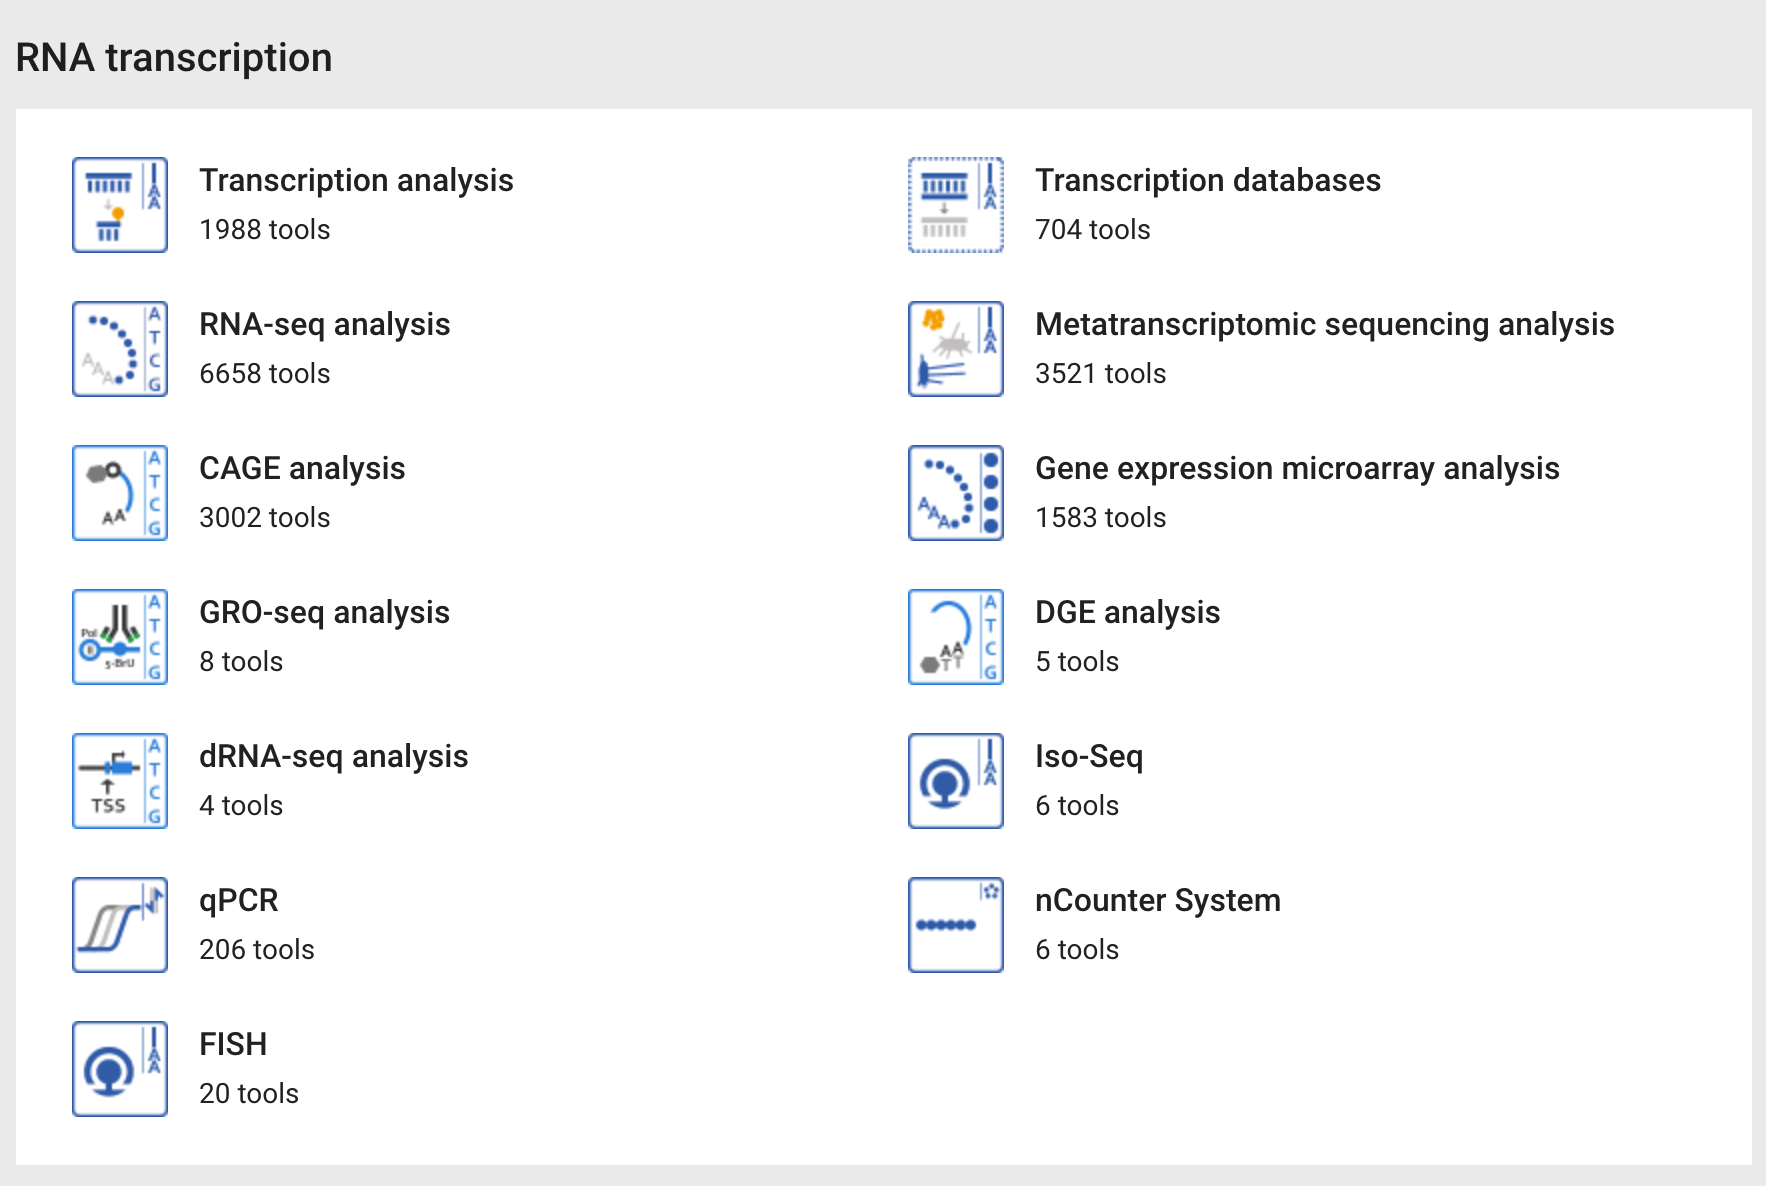 RNA transcription
Transcription analysis
1988 tools
Transcription databases
704 tools
RNA-seq analysis
6658 tools
Metatranscriptomic sequencing analysis
3521 tools
CAGE analysis
3002 tools
Gene expression microarray analysis
1583 tools
GRO-seq analysis
8 tools
DGE analysis
5 tools
dRNA-seq analysis
4 tools
TSS
Iso-Seq
6 tools
qPCR
206 tools
nCounter System
6 tools
FISH
20 tools